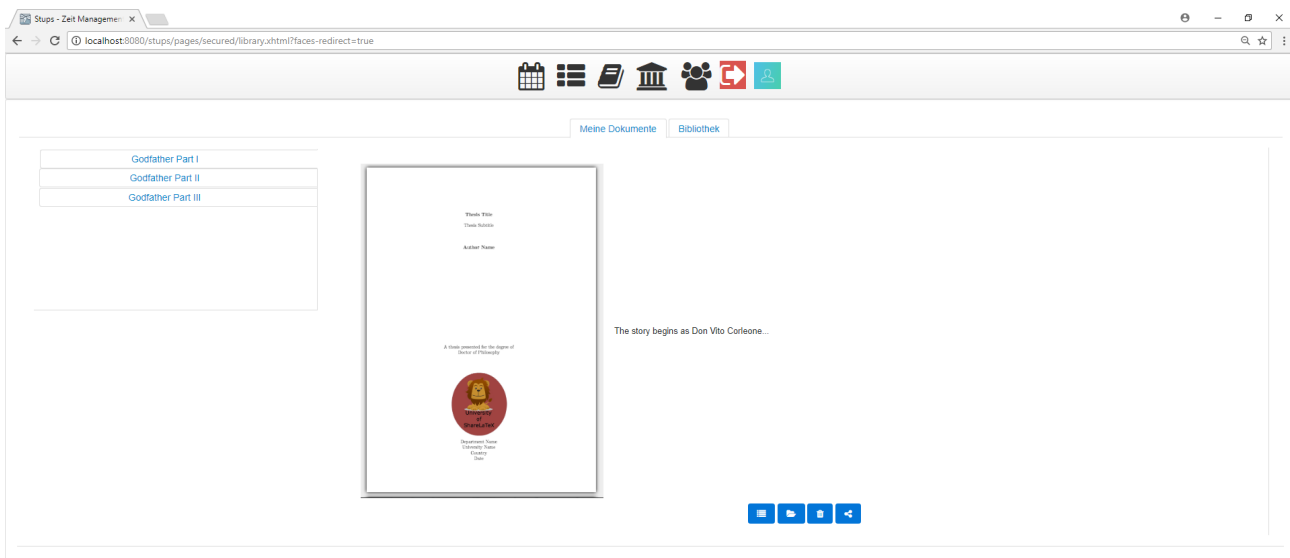 Stups - Zeit Managemen
localhost:8080/stups/pages/secured/library.xhtml?faces-redirect=true
Meine Dokumente
Bibliothek
Godfather Part I
Godfather Part II
Godfather Part III
Thesis Title
Thesis Subtitle
Author Name
A thesis presented for the degree of
Doctor of Philosophy
University
of
ShareLaTeX
Department Name
University Name
Country
Date
The story begins as Don Vito Corleone...